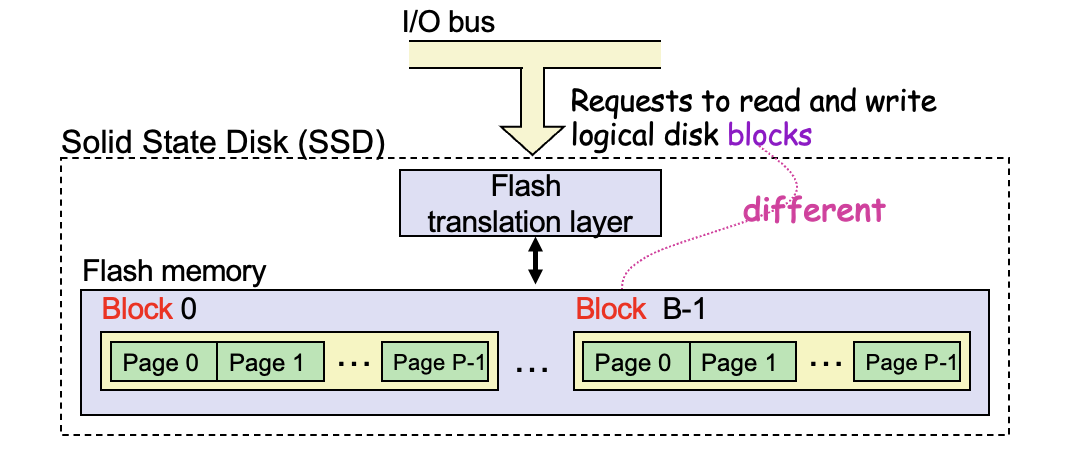 I/O bus
Requests to read and write
logical disk blocks
Solid State Disk (SSD)
different
Flash
translation layer
Flash memory
Block 0
Block B-1
Page 0 Page 1 ... Page P-1 ... Page 0 Page 1 ... Page P-1